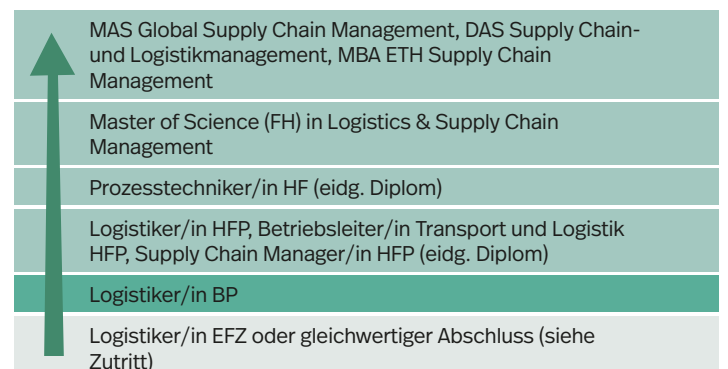 MAS Global Supply Chain Management, DAS Supply Chain-
und Logistikmanagement, MBA ETH Supply Chain
Management
Master of Science (FH) in Logistics & Supply Chain
Management
Prozesstechniker/in HF (eidg. Diplom)
Logistiker/in HFP, Betriebsleiter/in Transport und Logistik
HFP, Supply Chain Manager/in HFP (eidg. Diplom)
Logistiker/in BP
Logistiker/in EFZ oder gleichwertiger Abschluss (siehe
Zutritt)